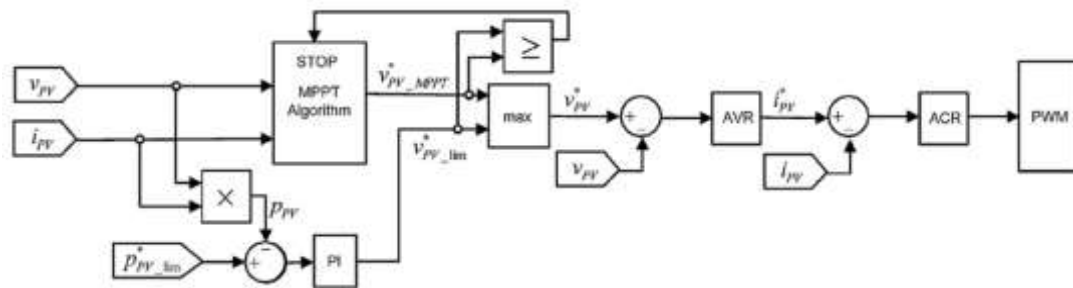 STOP
MPPT
Algorithm
v_PV
i_PV
v*_PV_MPPT
≥
max
v*_PV_lim
v*_PV
+
−
v_PV
AVR
i*_PV
+
−
i_PV
ACR
PWM
×
p_PV
p*_PV_lim
+
−
PI